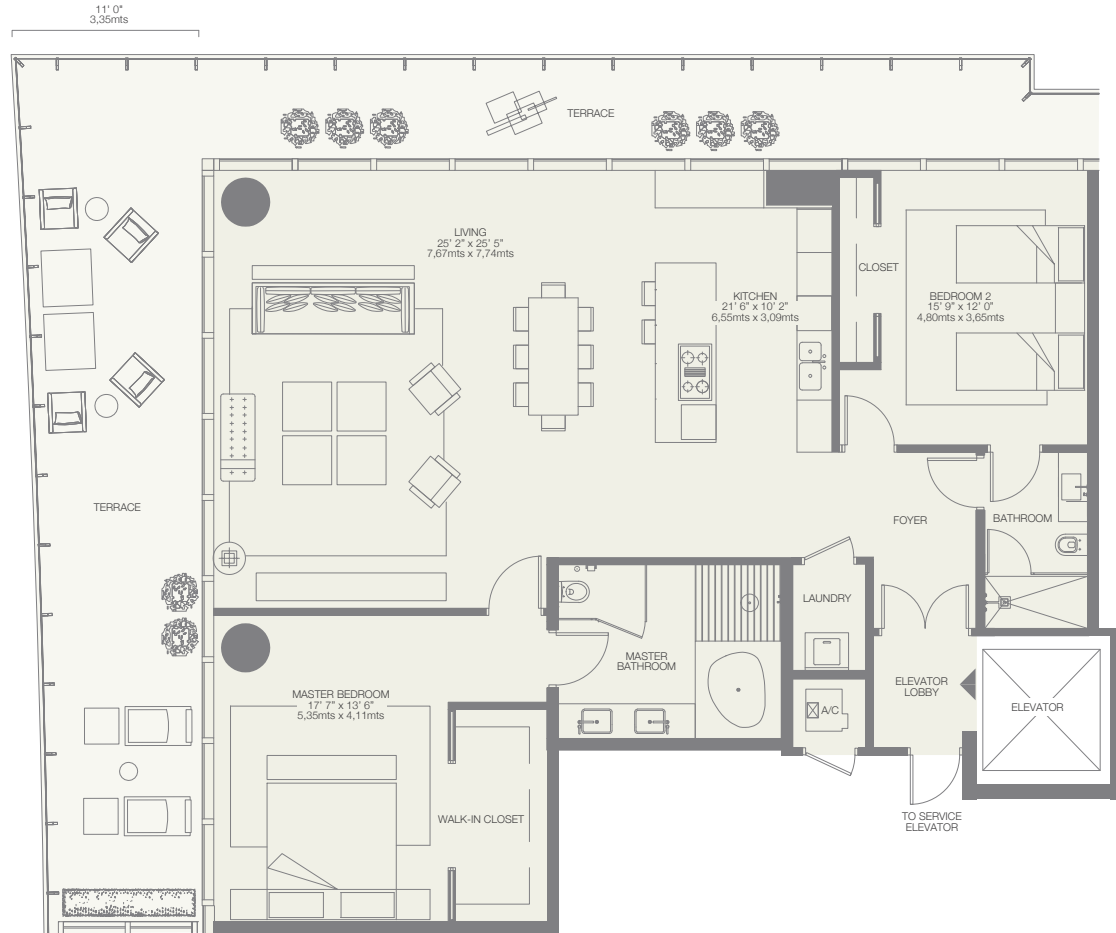 11' 0"
3,35mts
TERRACE
LIVING
25' 2" x 25' 5"
7,67mts x 7,74mts
CLOSET
KITCHEN
21' 6" x 10' 2"
6,55mts x 3,09mts
BEDROOM 2
15' 9" x 12' 0"
4,80mts x 3,65mts
TERRACE
FOYER
BATHROOM
LAUNDRY
MASTER
BATHROOM
MASTER BEDROOM
17' 7" x 13' 6"
5,35mts x 4,11mts
ELEVATOR
LOBBY
ELEVATOR
A/C
WALK-IN CLOSET
TO SERVICE
ELEVATOR